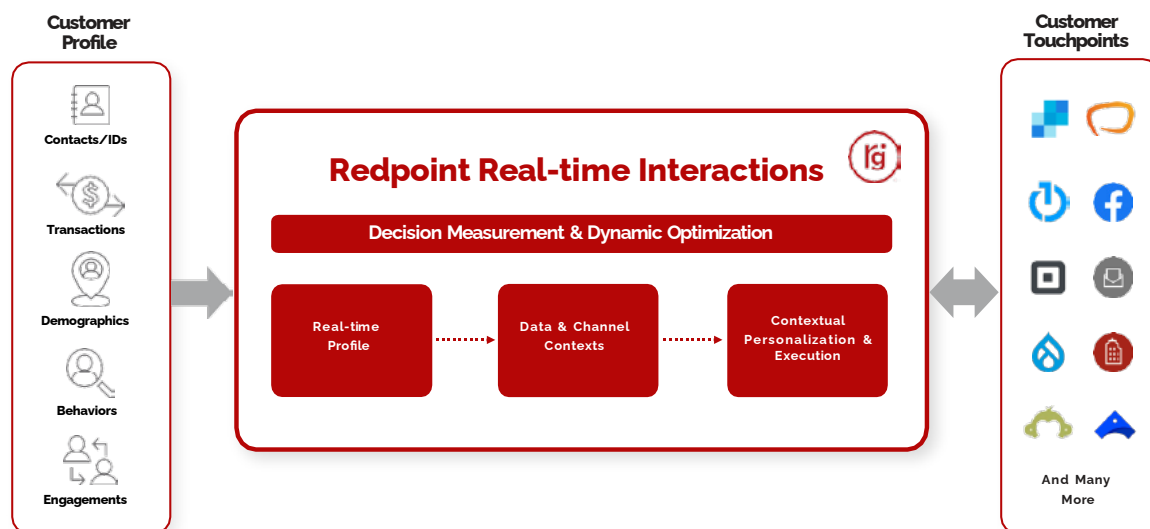 Customer
Profile
Contacts/IDs
Transactions
Demographics
Behaviors
Engagements
Redpoint Real-time Interactions
rg
Decision Measurement & Dynamic Optimization
Real-time
Profile
Data & Channel
Contexts
Contextual
Personalization &
Execution
Customer
Touchpoints
And Many
More